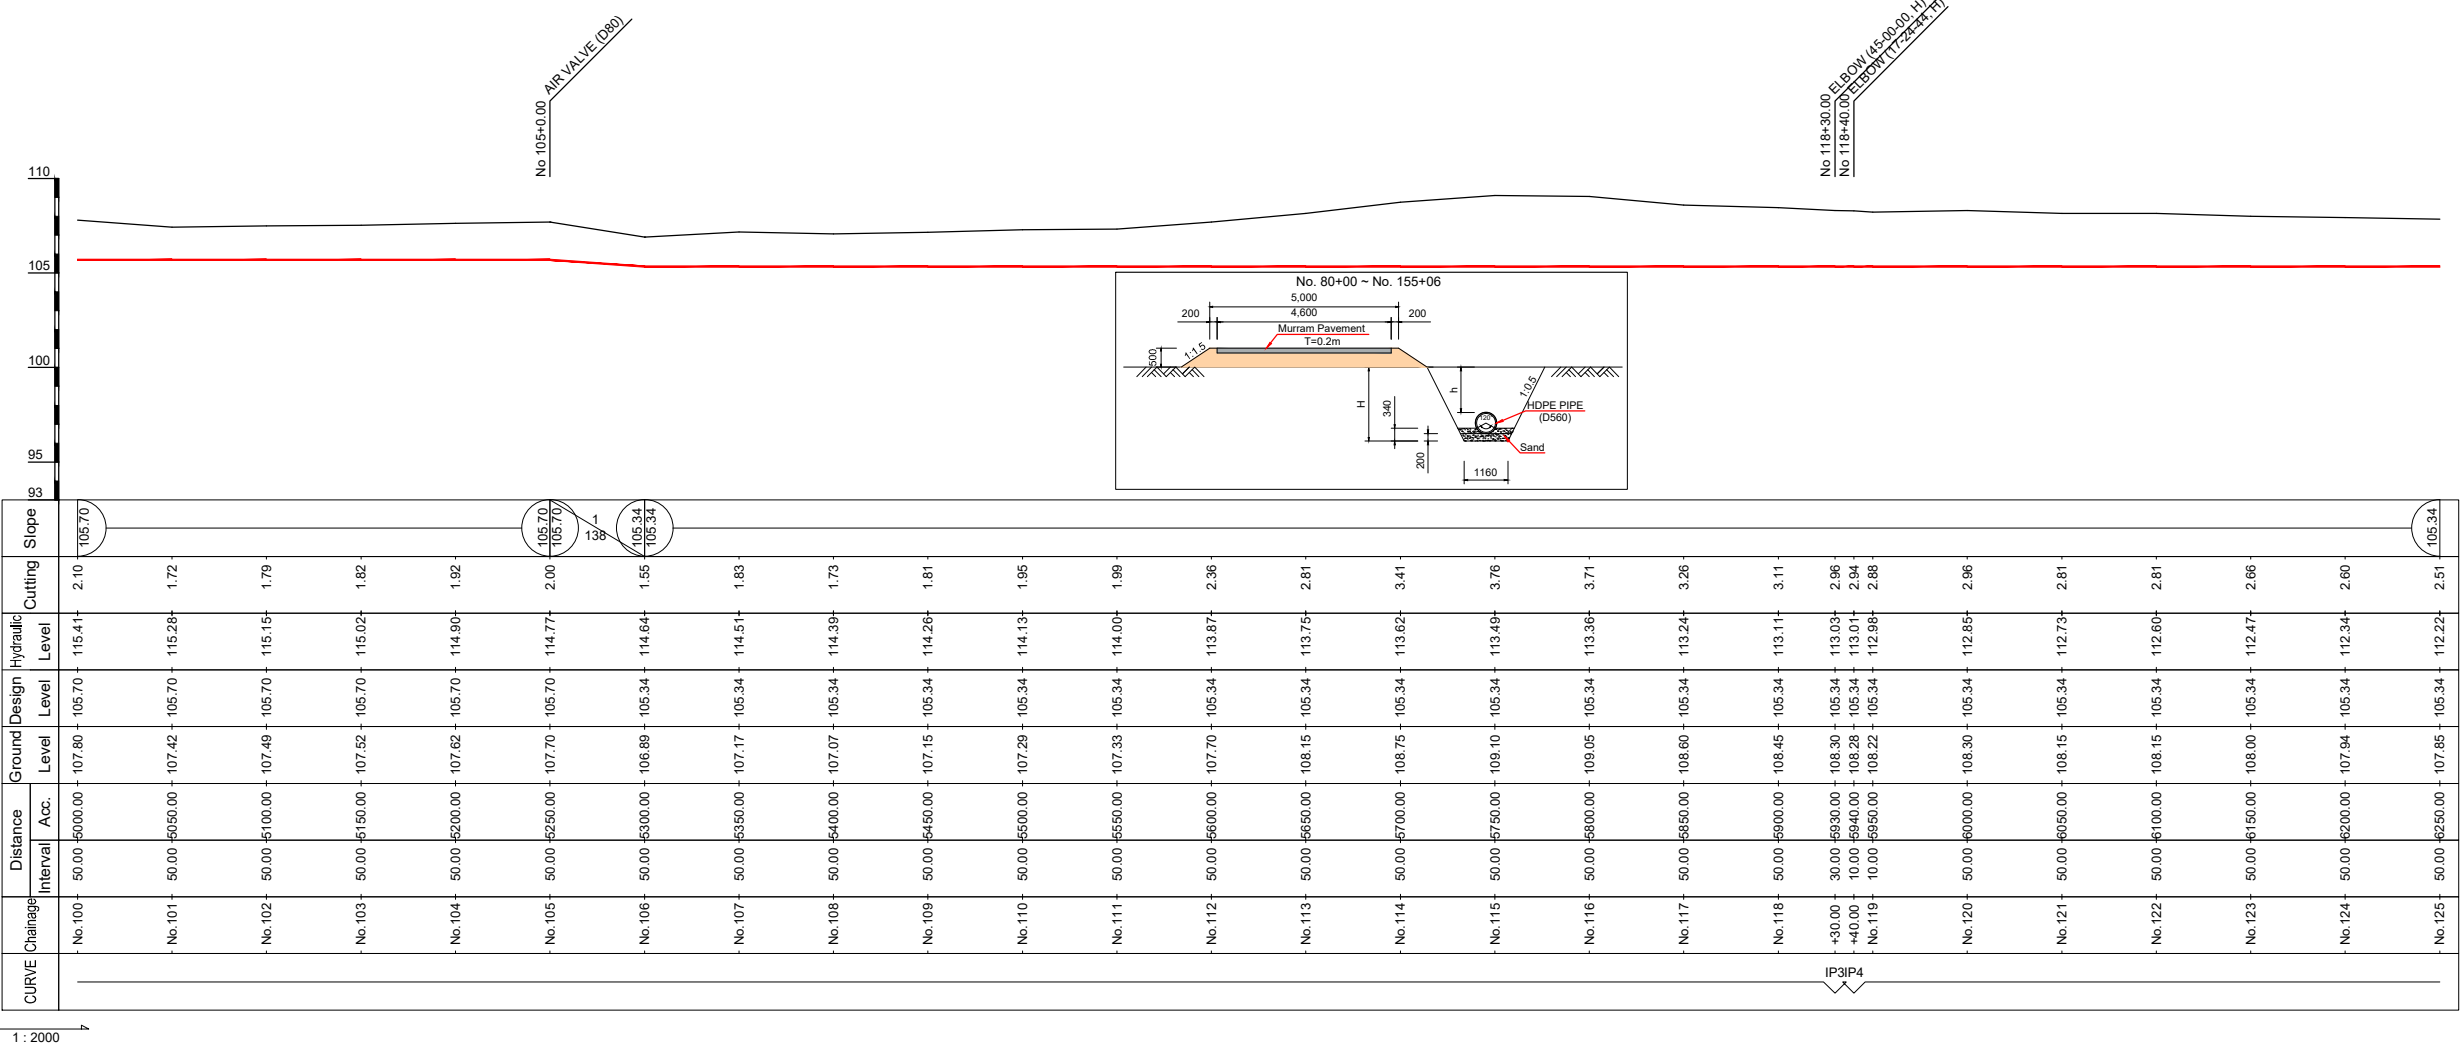 AIR VALVE (D80)
No 105+0.00
ELBOW (45-00-00, H)
No 118+30.00
ELBOW (17-24-44, H)
No 118+40.00
110
105
100
95
93
No. 80+00 ~ No. 155+06
5,000
200 4,600 200
Murram Pavement
T=0.2m
500
1:1.5
H
h
340
200
1:0.5
120°
HDPE PIPE
(D560)
Sand
1160
Slope 105.70 105.70 105.70 1 138 105.34 105.34 105.34
Cutting 2.10 1.72 1.79 1.82 1.92 2.00 1.55 1.83 1.73 1.81 1.95 1.99 2.36 2.81 3.41 3.76 3.71 3.26 3.11 2.96 2.94 2.88 2.96 2.81 2.81 2.66 2.60 2.51
Hydraulic Level 115.41 115.28 115.15 115.02 114.90 114.77 114.64 114.51 114.39 114.26 114.13 114.00 113.87 113.75 113.62 113.49 113.36 113.24 113.11 113.03 113.01 112.98 112.85 112.73 112.60 112.47 112.34 112.22
Design Level 105.70 105.70 105.70 105.70 105.70 105.70 105.34 105.34 105.34 105.34 105.34 105.34 105.34 105.34 105.34 105.34 105.34 105.34 105.34 105.34 105.34 105.34 105.34 105.34 105.34 105.34 105.34 105.34
Ground Level 107.80 107.42 107.49 107.52 107.62 107.70 106.89 107.17 107.07 107.15 107.29 107.33 107.70 108.15 108.75 109.10 109.05 108.60 108.45 108.30 108.28 108.22 108.30 108.15 108.15 108.00 107.94 107.85
Distance
Acc. 5000.00 5050.00 5100.00 5150.00 5200.00 5250.00 5300.00 5350.00 5400.00 5450.00 5500.00 5550.00 5600.00 5650.00 5700.00 5750.00 5800.00 5850.00 5900.00 5930.00 5940.00 5950.00 6000.00 6050.00 6100.00 6150.00 6200.00 6250.00
Interval 50.00 50.00 50.00 50.00 50.00 50.00 50.00 50.00 50.00 50.00 50.00 50.00 50.00 50.00 50.00 50.00 50.00 50.00 50.00 30.00 10.00 10.00 50.00 50.00 50.00 50.00 50.00 50.00
Chainage No.100 No.101 No.102 No.103 No.104 No.105 No.106 No.107 No.108 No.109 No.110 No.111 No.112 No.113 No.114 No.115 No.116 No.117 No.118 +30.00 +40.00 No.119 No.120 No.121 No.122 No.123 No.124 No.125
CURVE IP3 IP4
1 : 2000